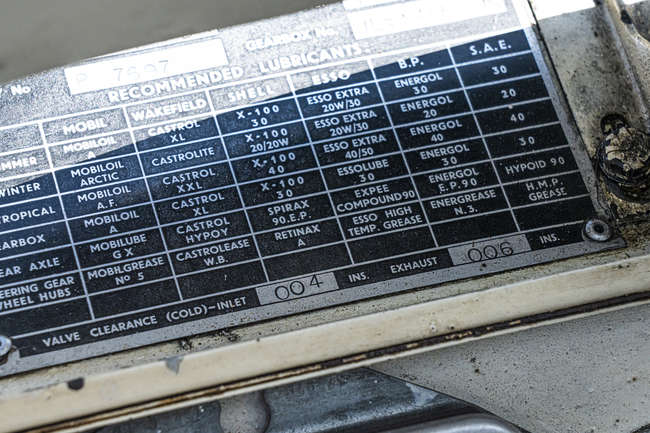 GEARBOX No.
No 7607
RECOMMENDED LUBRICANTS.
MOBIL WAKEFIELD SHELL ESSO B.P. S.A.E.
MMER MOBILOIL A CASTROL XL X-100 30 ESSO EXTRA 20W/30 ENERGOL 30 30
WINTER MOBILOIL ARCTIC CASTROLITE X-100 20/20W ESSO EXTRA 20W/30 ENERGOL 20 20
TROPICAL MOBILOIL A.F. CASTROL XXL X-100 40 ESSO EXTRA 40/50 ENERGOL 40 40
EARBOX MOBILOIL A CASTROL XL X-100 30 ESSOLUBE 30 ENERGOL 30 30
EAR AXLE MOBILUBE GX CASTROL HYPOY SPIRAX 90.E.P. EXPEE COMPOUND90 ENERGOL E.P.90 HYPOID 90
EERING GEAR WHEEL HUBS MOBILGREASE No 5 CASTROLEASE W.B. RETINAX A ESSO HIGH TEMP. GREASE ENERGREASE N.3. H.M.P. GREASE
VALVE CLEARANCE (COLD)-INLET 004 INS. EXHAUST .006 INS.